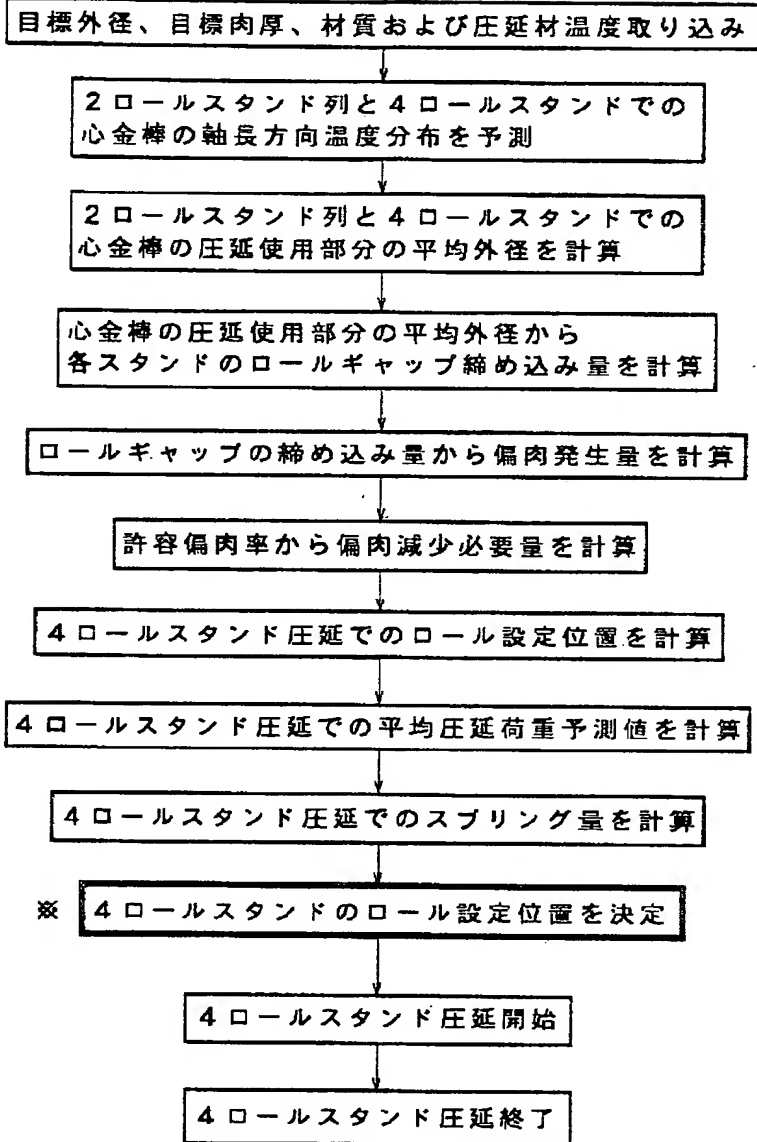 目標外径、目標肉厚、材質および圧延材温度取り込み
2ロールスタンド列と4ロールスタンドでの
心金棒の軸長方向温度分布を予測
2ロールスタンド列と4ロールスタンドでの
心金棒の圧延使用部分の平均外径を計算
心金棒の圧延使用部分の平均外径から
各スタンドのロールギャップ締め込み量を計算
ロールギャップの締め込み量から偏肉発生量を計算
許容偏肉率から偏肉減少必要量を計算
4ロールスタンド圧延でのロール設定位置を計算
4ロールスタンド圧延での平均圧延荷重予測値を計算
4ロールスタンド圧延でのスプリング量を計算
※ 4ロールスタンドのロール設定位置を決定
4ロールスタンド圧延開始
4ロールスタンド圧延終了